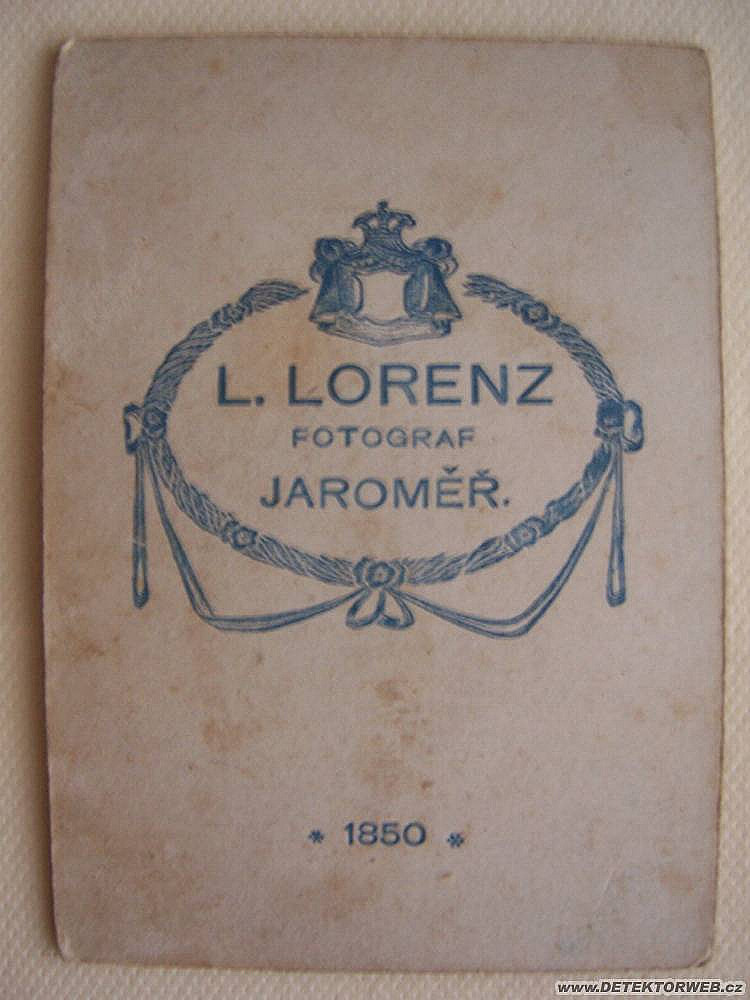 L. LORENZ
FOTOGRAF
JAROMĚŘ.
* 1850 *
www.DETEKTORWEB.cz